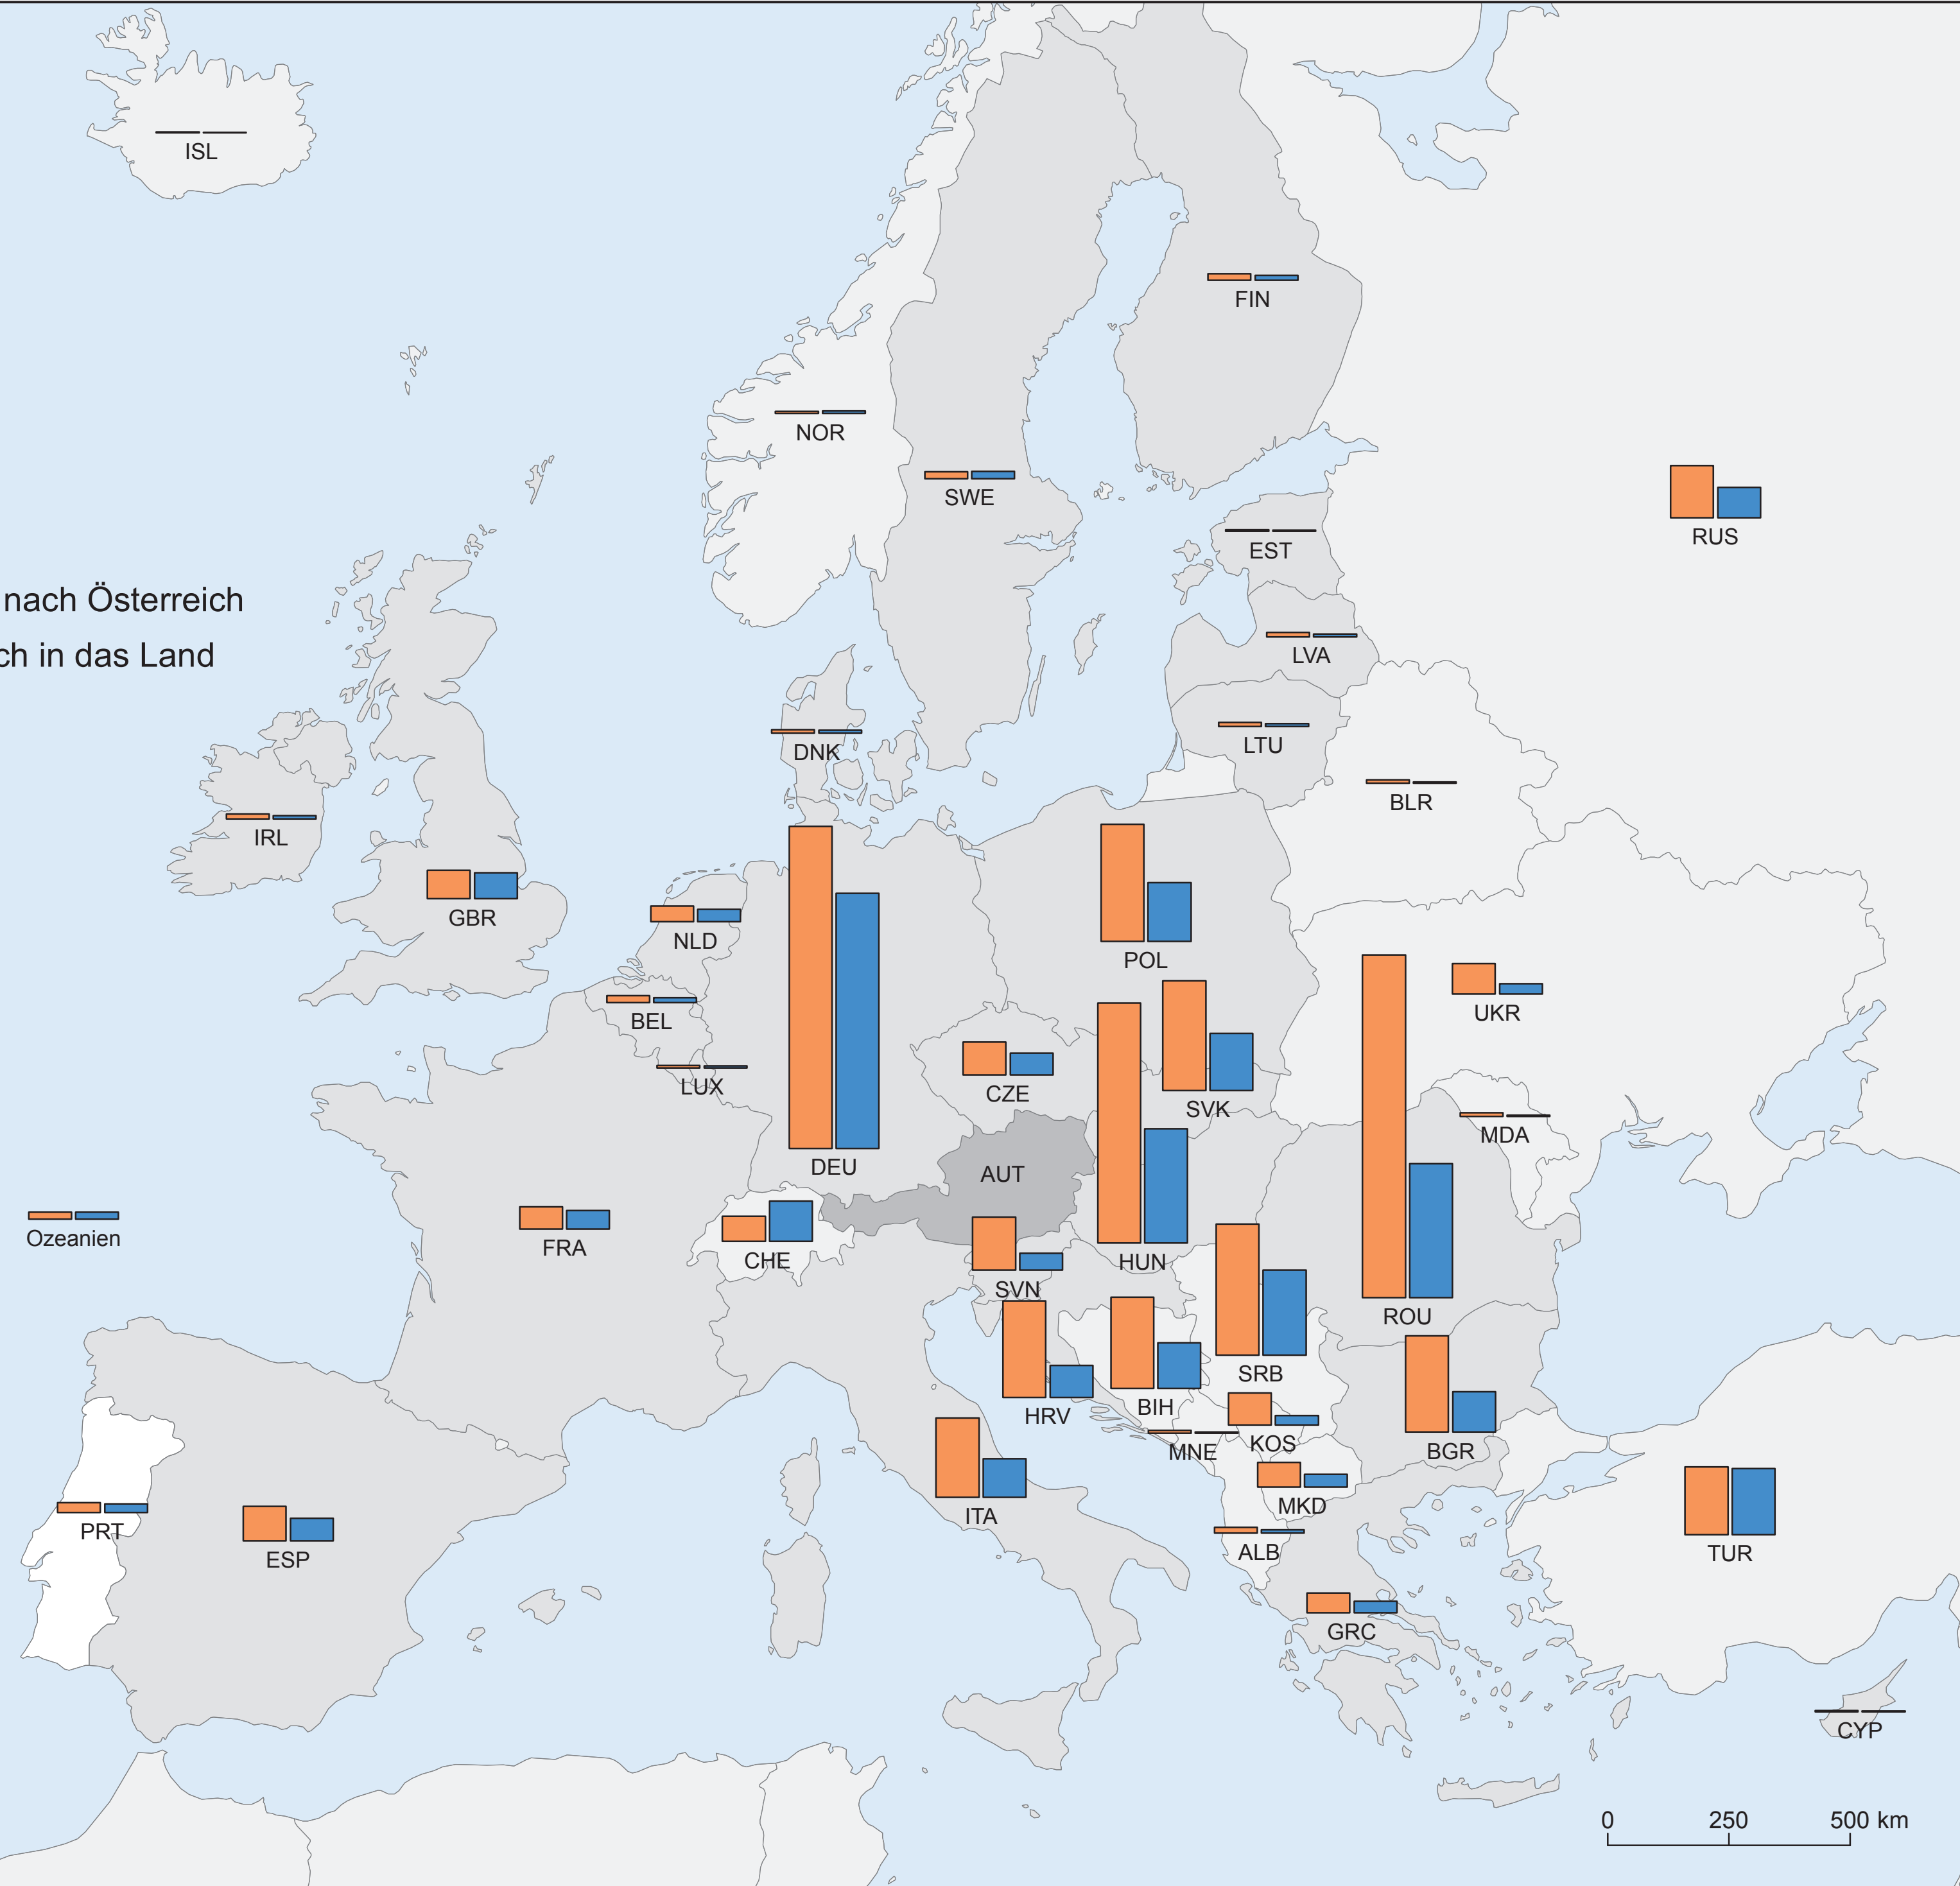 ISL
FIN
NOR
SWE
RUS
EST
nach Österreich
ch in das Land
LVA
LTU
DNK
BLR
IRL
GBR
NLD
POL
UKR
BEL
LUX
CZE
SVK
MDA
DEU
AUT
Ozeanien
FRA
CHE
HUN
SVN
ROU
SRB
BIH
HRV
KOS
MNE
BGR
MKD
ITA
PRT
ESP
ALB
TUR
GRC
CYP
0 250 500 km